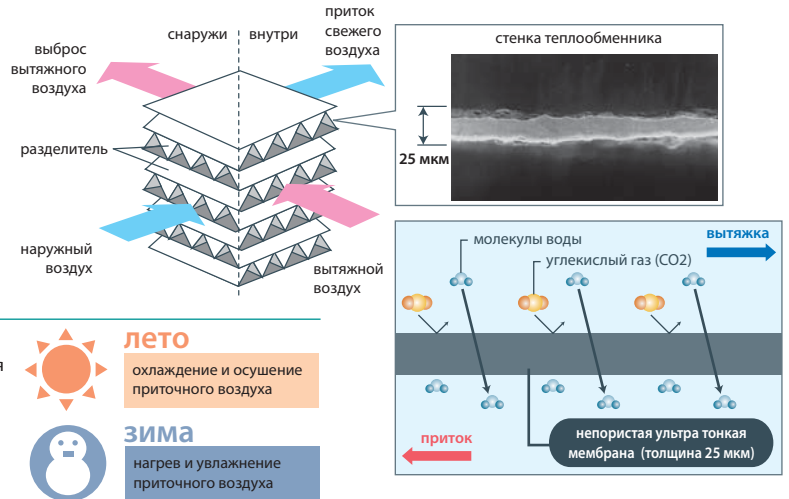 снаружи
внутри
приток
свежего
воздуха
выброс
вытяжного
воздуха
разделитель
наружный
воздух
вытяжной
воздух
стенка теплообменника
25 мкм
молекулы воды
углекислый газ (CO2)
вытяжка
приток
непористая ультра тонкая
мембрана (толщина 25 мкм)
я
лето
охлаждение и осушение
приточного воздуха
зима
нагрев и увлажнение
приточного воздуха